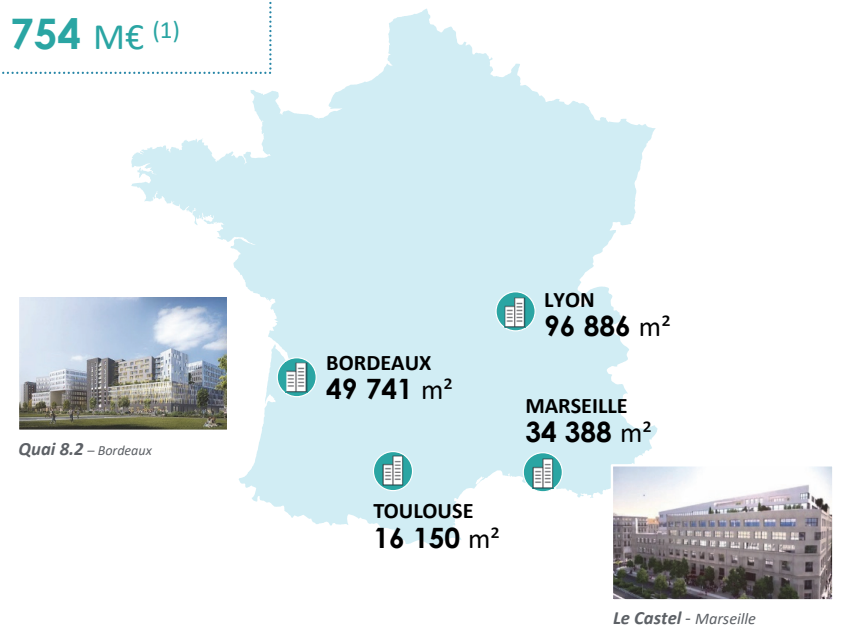 754 M€ (1)
LYON
96 886 m²
BORDEAUX
49 741 m²
MARSEILLE
34 388 m²
Quai 8.2 – Bordeaux
TOULOUSE
16 150 m²
Le Castel - Marseille